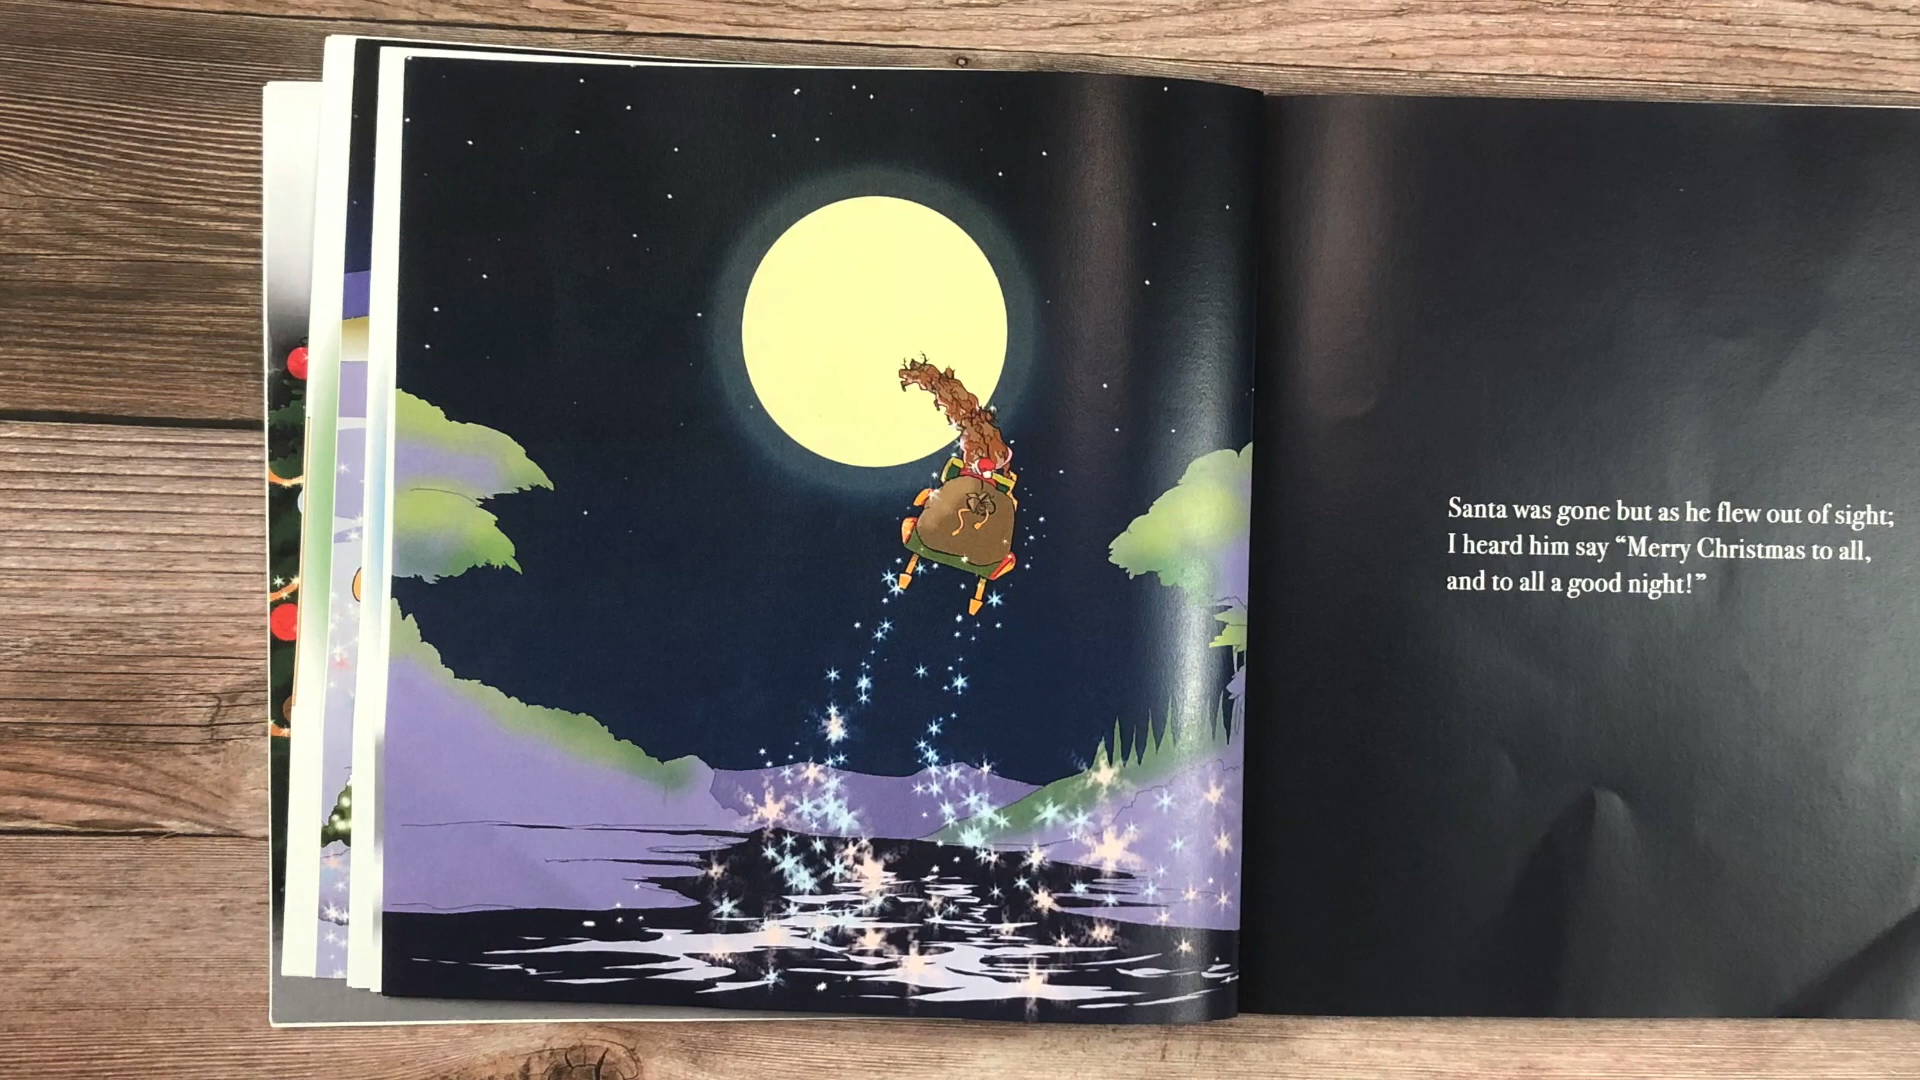 Santa was gone but as he flew out of sight;
I heard him say “Merry Christmas to all,
and to all a good night!”